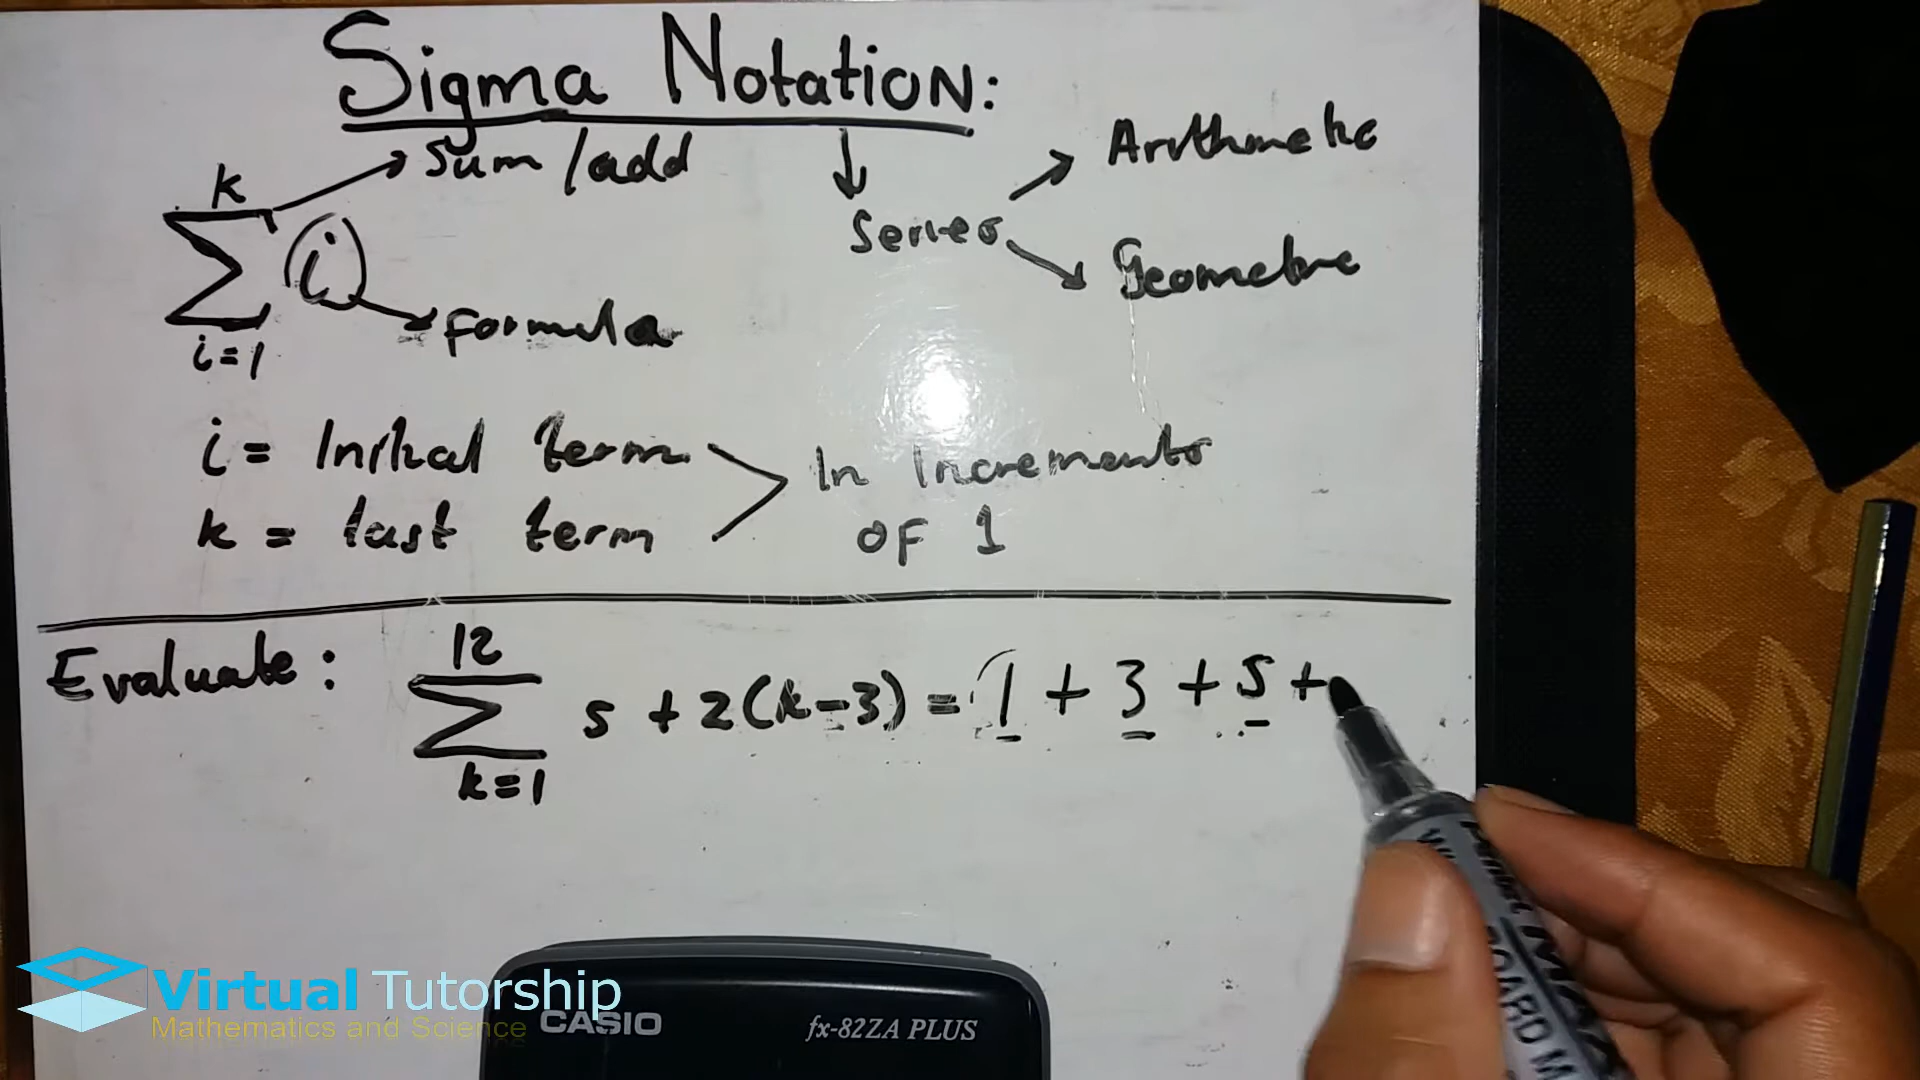 Sigma Notation:
k
Sum/add
Arithmetic
∑ i
Series
Geometric
i=1
Formula
i = Initial term
In Increments
k = last term
of 1
Evaluate:
12
∑ 5 + 2(k-3) = 1 + 3 + 5 +
k=1
Virtual Tutorship
Mathematics and Science
CASIO
fx-82ZA PLUS